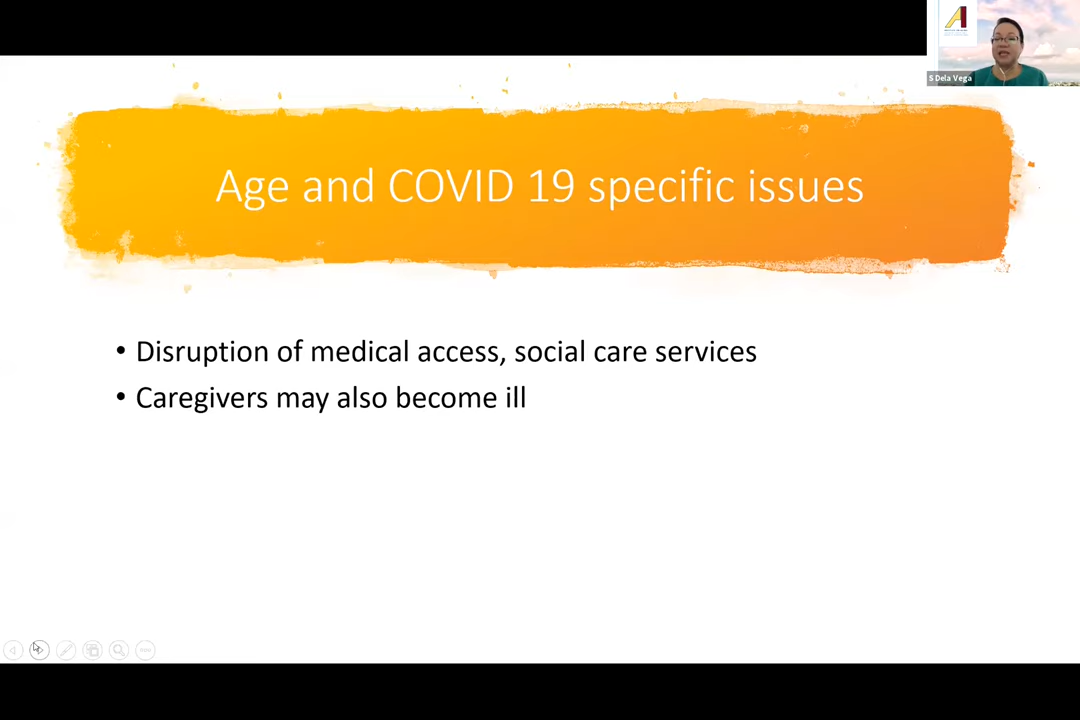 S Dela Vega
Age and COVID 19 specific issues
• Disruption of medical access, social care services
• Caregivers may also become ill